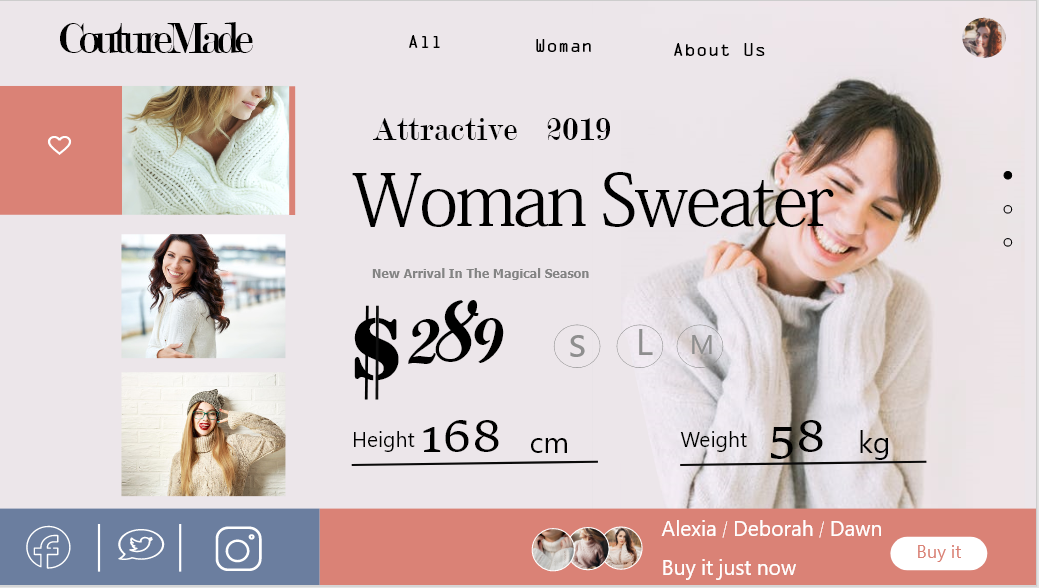 CoutureMade
All
Woman
About Us
Attractive 2019
Woman Sweater
New Arrival In The Magical Season
$289
S L M
Height 168 cm
Weight 58 kg
Alexia / Deborah / Dawn
Buy it just now
Buy it